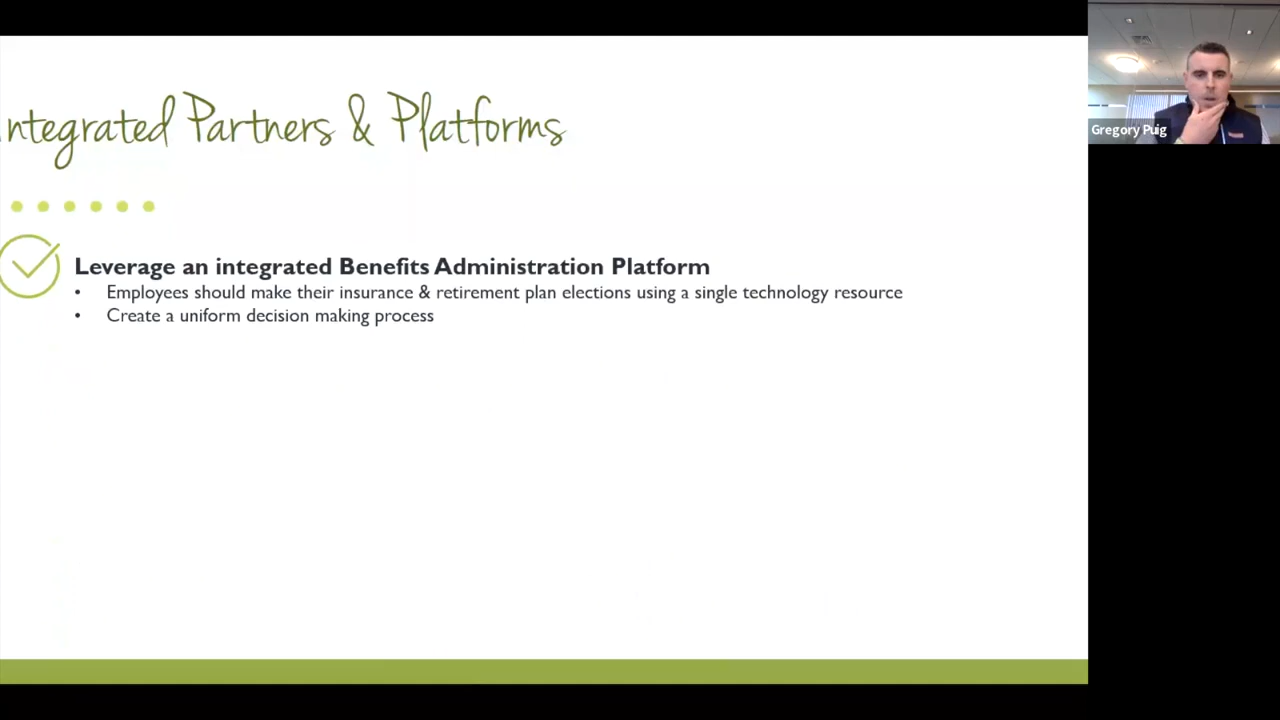 ntegrated Partners & Platforms
Leverage an integrated Benefits Administration Platform
• Employees should make their insurance & retirement plan elections using a single technology resource
• Create a uniform decision making process
Gregory Puig